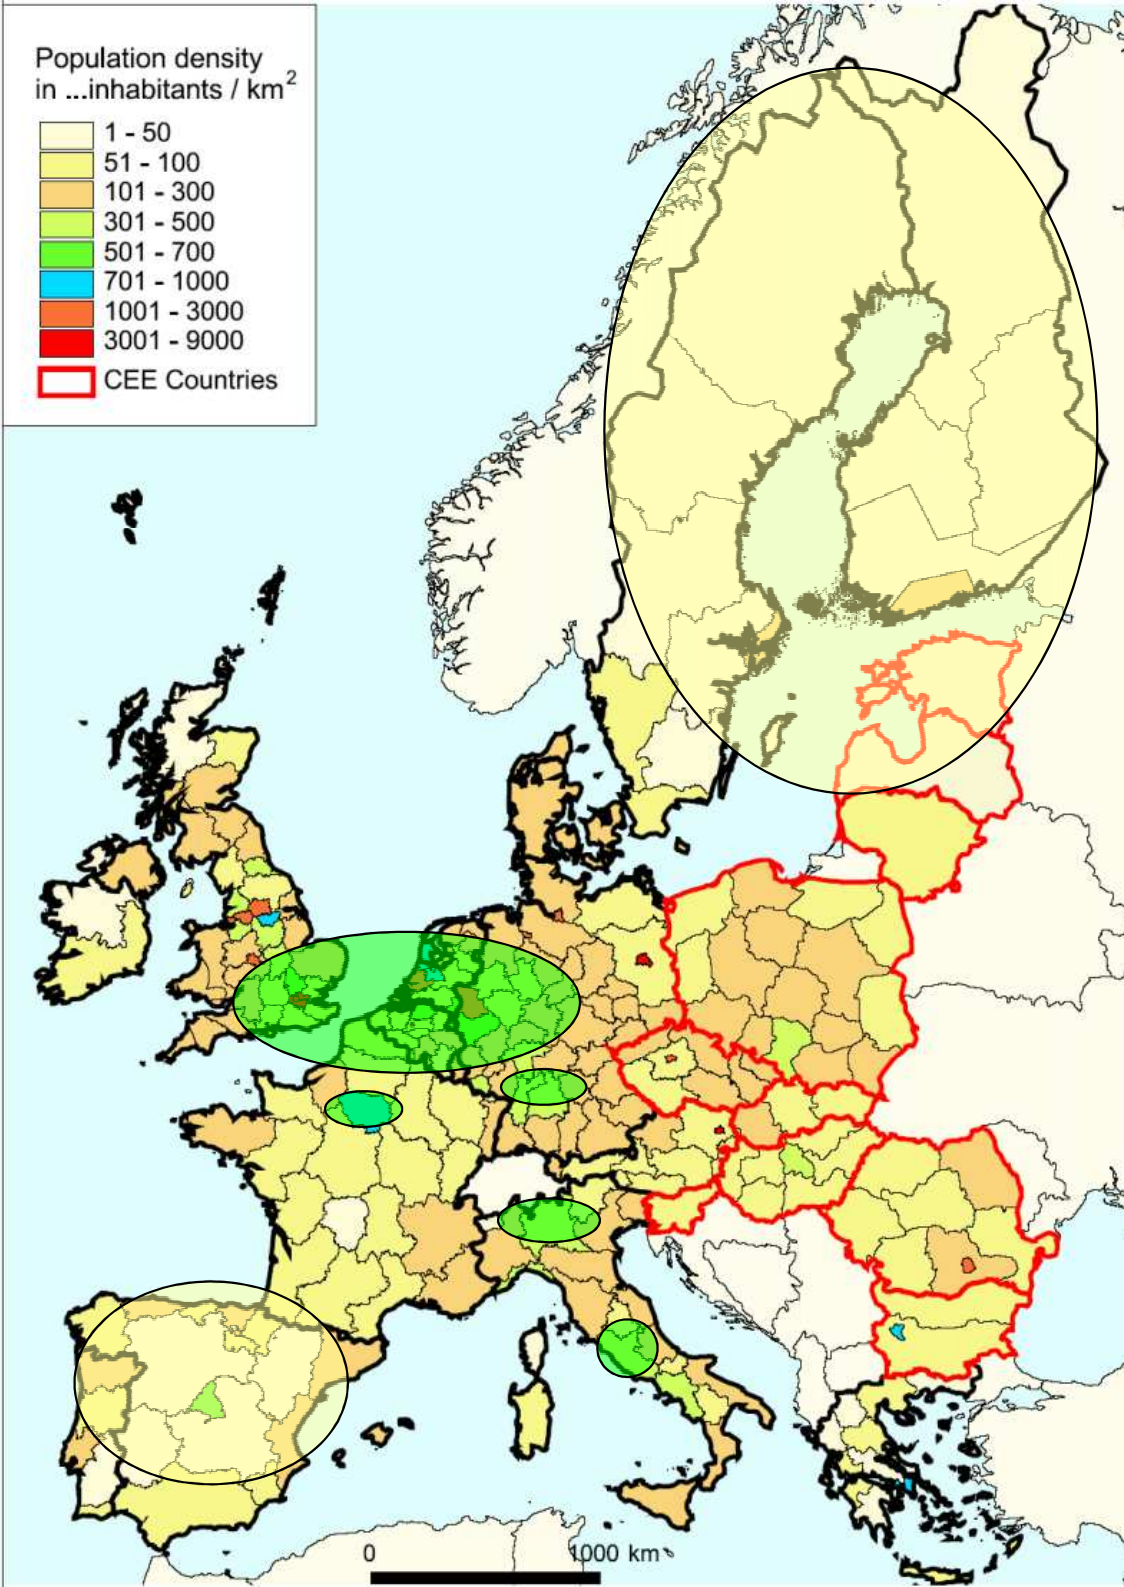 Population density
in ...inhabitants / km²
1 - 50
51 - 100
101 - 300
301 - 500
501 - 700
701 - 1000
1001 - 3000
3001 - 9000
CEE Countries
0 1000 km